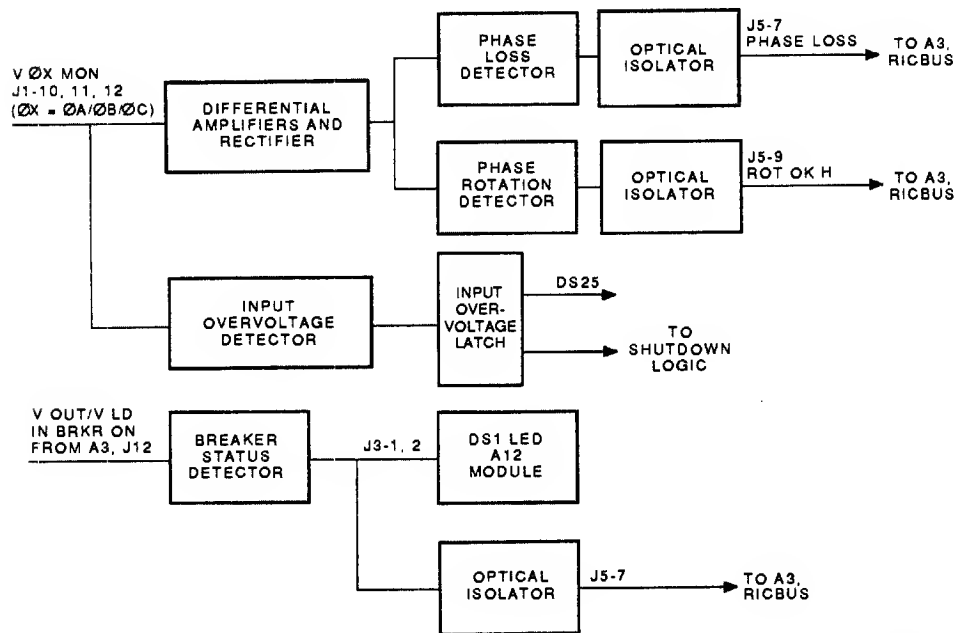 V ØX MON
J1-10, 11, 12
(ØX = ØA/ØB/ØC)
DIFFERENTIAL
AMPLIFIERS AND
RECTIFIER
PHASE
LOSS
DETECTOR
OPTICAL
ISOLATOR
J5-7
PHASE LOSS
TO A3,
RICBUS
PHASE
ROTATION
DETECTOR
OPTICAL
ISOLATOR
J5-9
ROT OK H
TO A3,
RICBUS
INPUT
OVERVOLTAGE
DETECTOR
INPUT
OVER-
VOLTAGE
LATCH
DS25
TO
SHUTDOWN
LOGIC
V OUT/V LD
IN BRKR ON
FROM A3, J12
BREAKER
STATUS
DETECTOR
J3-1, 2
DS1 LED
A12
MODULE
OPTICAL
ISOLATOR
J5-7
TO A3,
RICBUS